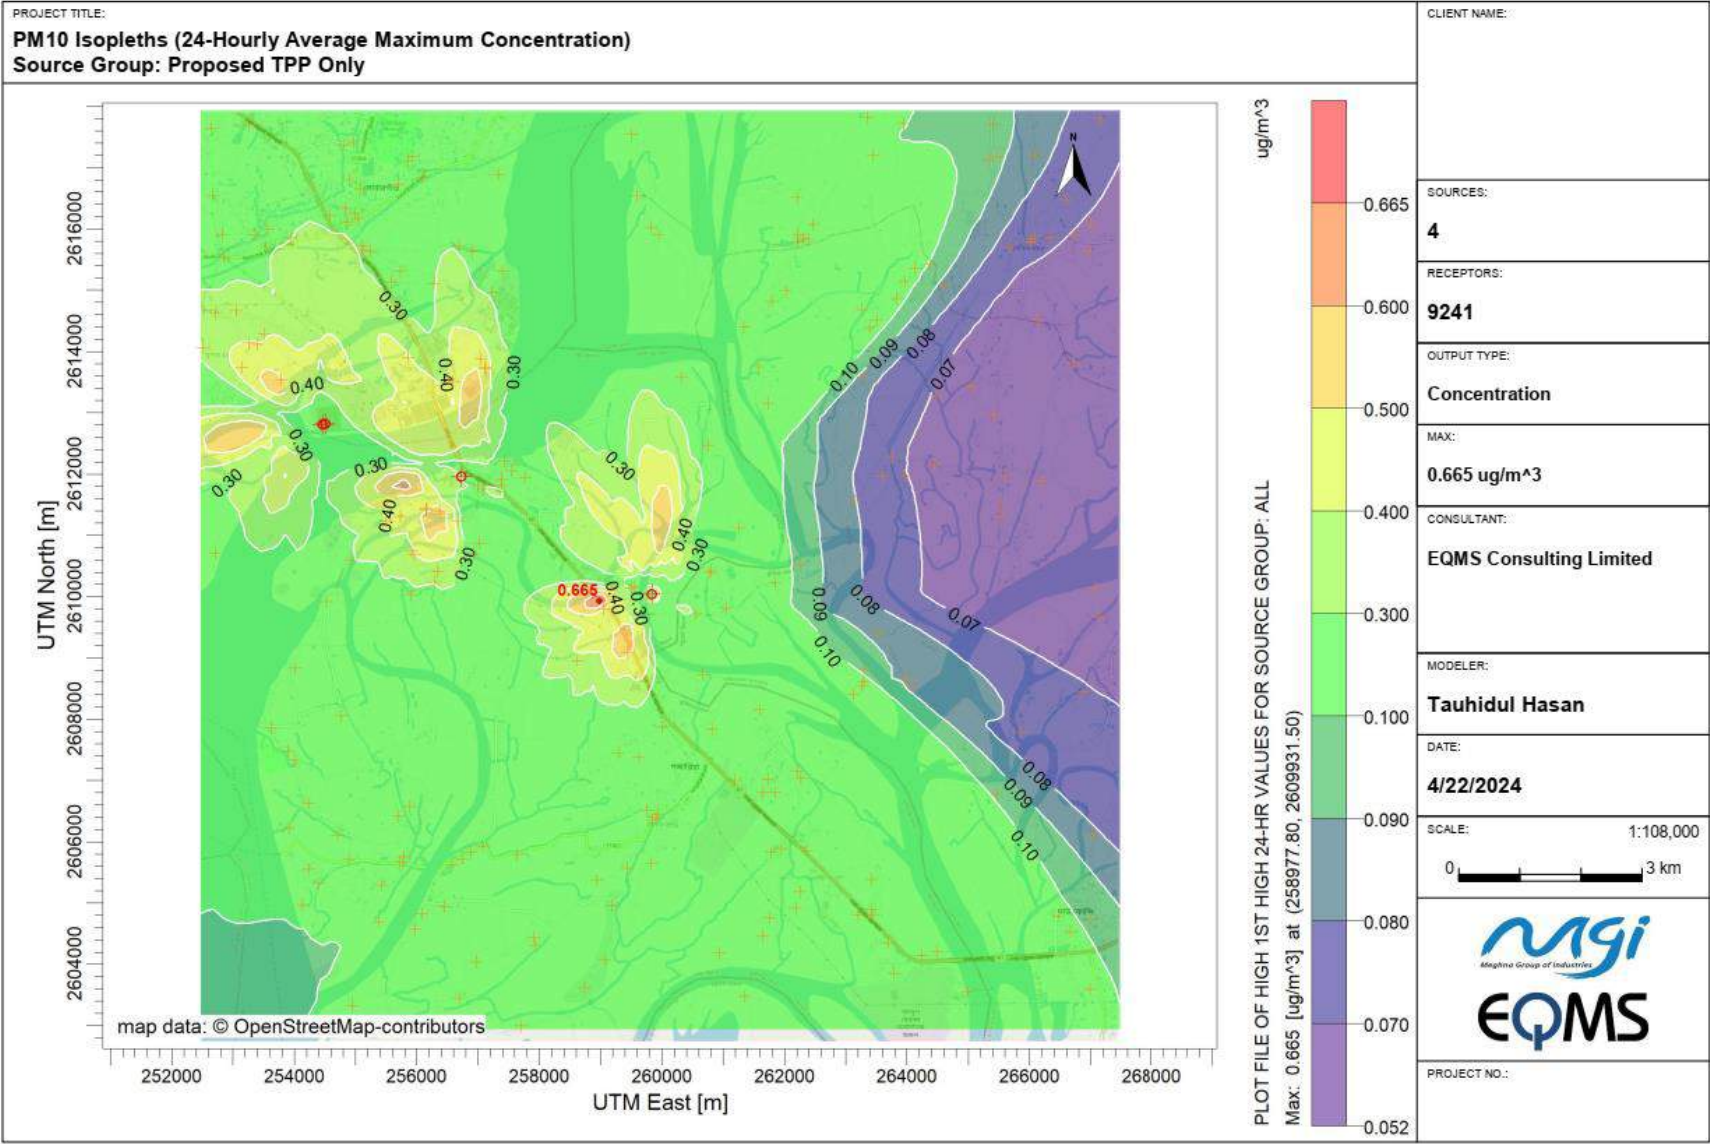 PROJECT TITLE:
PM10 Isopleths (24-Hourly Average Maximum Concentration)
Source Group: Proposed TPP Only
UTM North [m]
2616000
2614000
2612000
2610000
2608000
2606000
2604000
0.30
0.40
0.30
0.40
0.30
0.30
0.30
0.40
0.30
0.30
0.40
0.30
0.665
0.40
0.30
0.10
0.09
0.08
0.07
0.09
0.08
0.07
0.10
0.08
0.09
0.10
N
map data: © OpenStreetMap-contributors
252000
254000
256000
258000
260000
262000
264000
266000
268000
UTM East [m]
PLOT FILE OF HIGH 1ST HIGH 24-HR VALUES FOR SOURCE GROUP: ALL
Max: 0.665 [ug/m^3] at (258977.80, 2609931.50)
ug/m^3
0.665
0.600
0.500
0.400
0.300
0.100
0.090
0.080
0.070
0.052
CLIENT NAME:
SOURCES:
4
RECEPTORS:
9241
OUTPUT TYPE:
Concentration
MAX:
0.665 ug/m^3
CONSULTANT:
EQMS Consulting Limited
MODELER:
Tauhidul Hasan
DATE:
4/22/2024
SCALE:
1:108,000
0
3 km
mgi
Meghna Group of Industries
EQMS
PROJECT NO.: